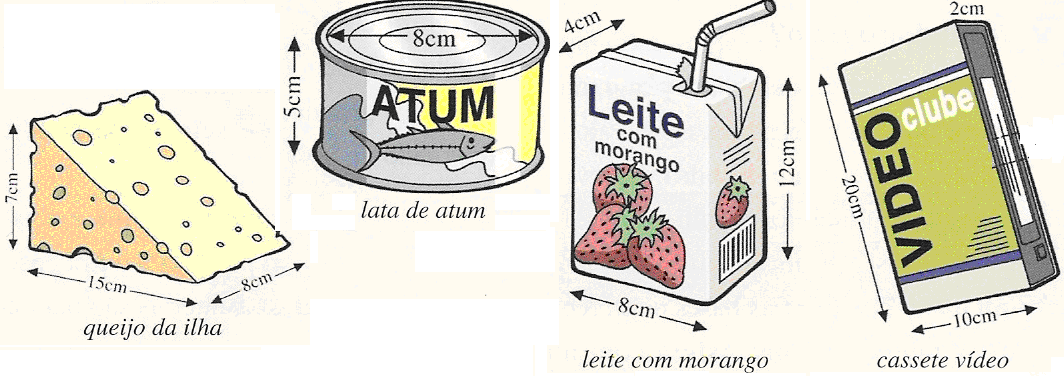 7cm
15cm
8cm
queijo da ilha
8cm
5cm
ATUM
lata de atum
4cm
Leite
com
morango
12cm
8cm
leite com morango
2cm
VIDEO
clube
20cm
10cm
cassete vídeo